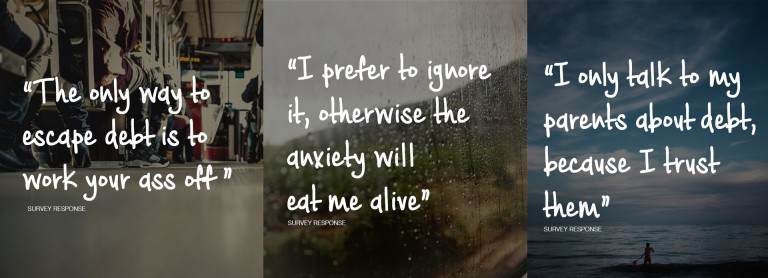 “The only way to
escape debt is to
work your ass off”
SURVEY RESPONSE
“I prefer to ignore
it, otherwise the
anxiety will
eat me alive”
SURVEY RESPONSE
“I only talk to my
parents about debt,
because I trust
them”
SURVEY RESPONSE